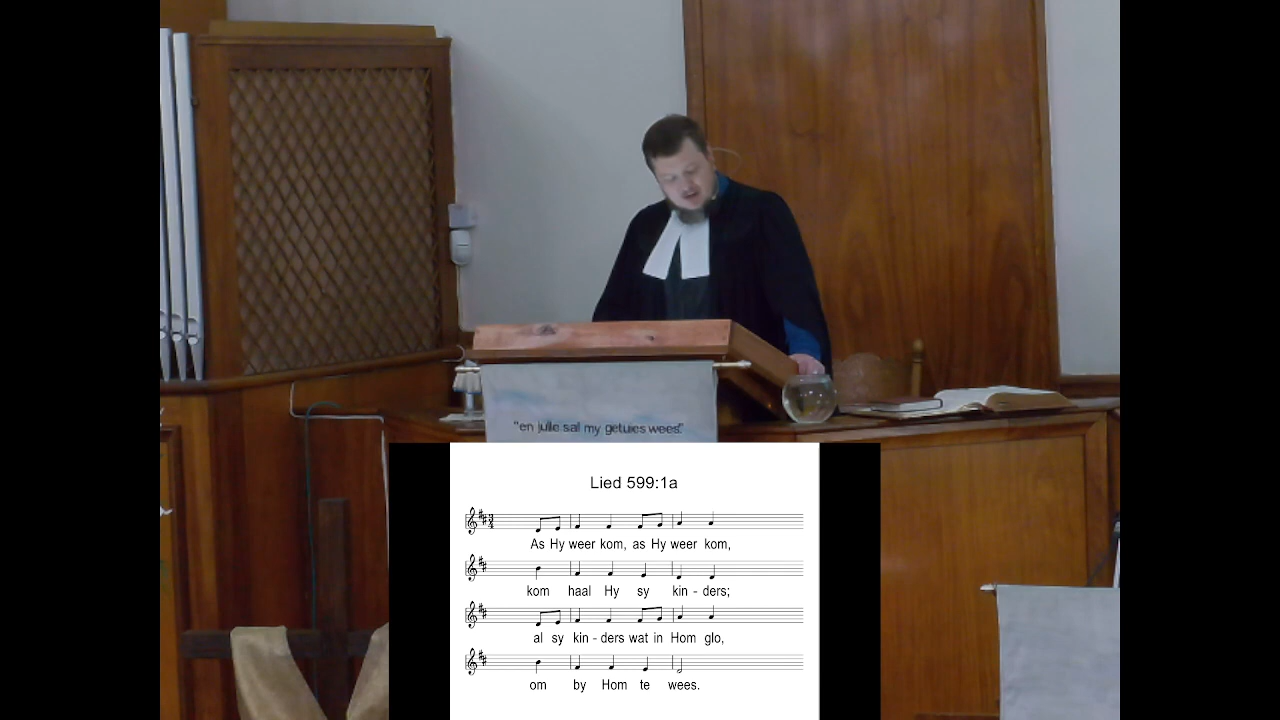 "en julle sal my getuies wees"
Lied 599:1a
As Hy weer kom, as Hy weer kom,
kom haal Hy sy kin - ders;
al sy kin - ders wat in Hom glo,
om by Hom te wees.